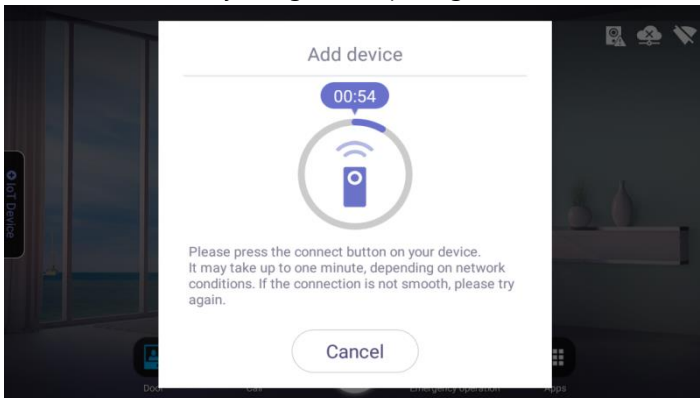 Add device
00:54
IoT Device
Please press the connect button on your device.
It may take up to one minute, depending on network
conditions. If the connection is not smooth, please try
again.
Cancel
Door
Call
Emergency operation
Apps